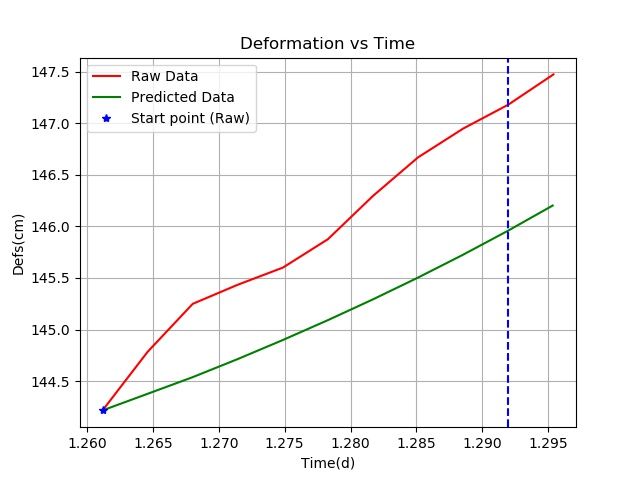 Deformation vs Time
Raw Data
Predicted Data
Start point (Raw)
Defs(cm)
147.5
147.0
146.5
146.0
145.5
145.0
144.5
1.260 1.265 1.270 1.275 1.280 1.285 1.290 1.295
Time(d)